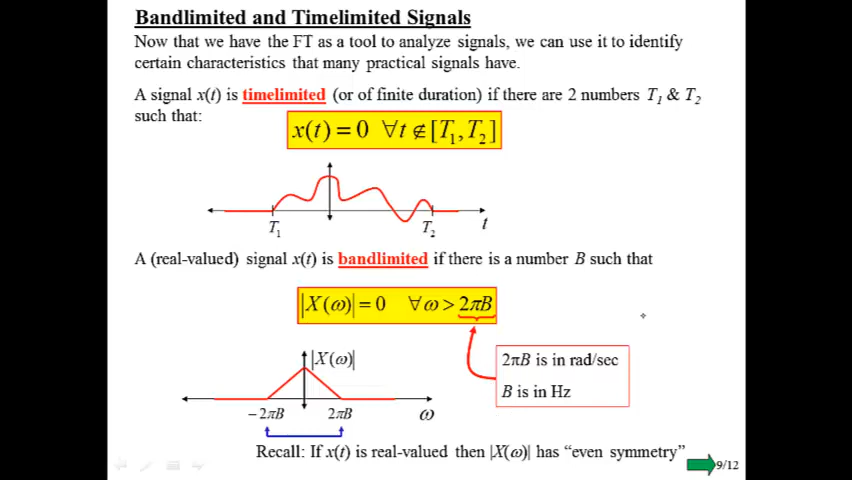 Bandlimited and Timelimited Signals
Now that we have the FT as a tool to analyze signals, we can use it to identify
certain characteristics that many practical signals have.
A signal x(t) is timelimited (or of finite duration) if there are 2 numbers T₁ & T₂
such that:
x(t) = 0 ∀t ∉ [T₁, T₂]
T₁ T₂ t
A (real-valued) signal x(t) is bandlimited if there is a number B such that
|X(ω)| = 0 ∀ω > 2πB
|X(ω)|
2πB is in rad/sec
B is in Hz
−2πB 2πB ω
Recall: If x(t) is real-valued then |X(ω)| has “even symmetry”
9/12